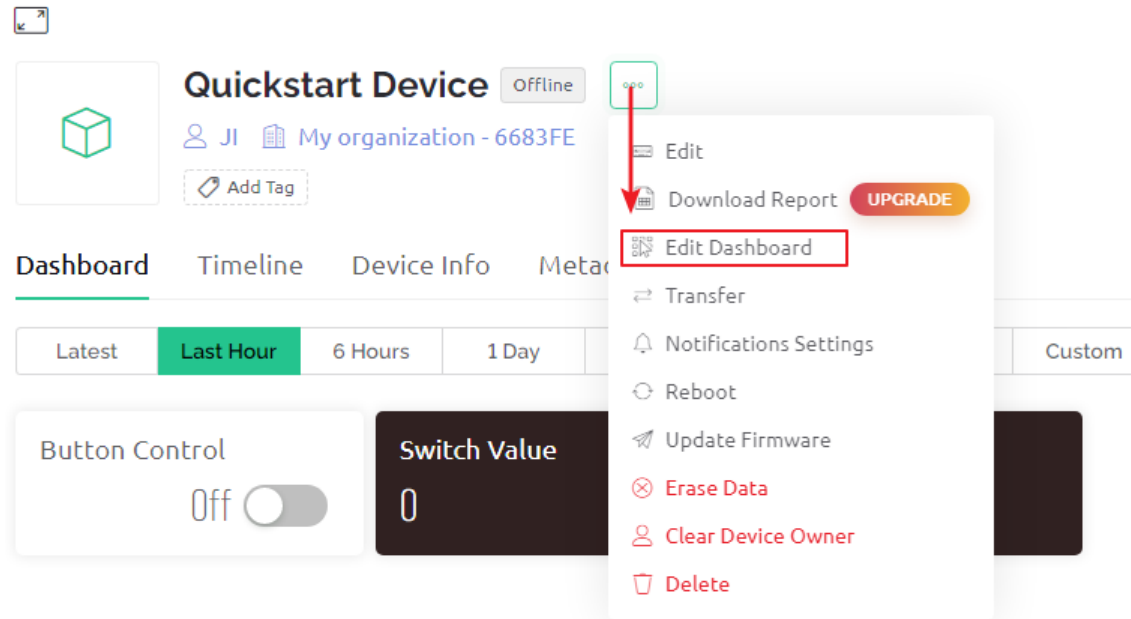 Quickstart Device Offline
JI My organization - 6683FE
Add Tag
Edit
Download Report UPGRADE
Edit Dashboard
Transfer
Notifications Settings
Reboot
Update Firmware
Erase Data
Clear Device Owner
Delete
Dashboard Timeline Device Info
Latest Last Hour 6 Hours 1 Day Custom
Button Control
Off
Switch Value
0